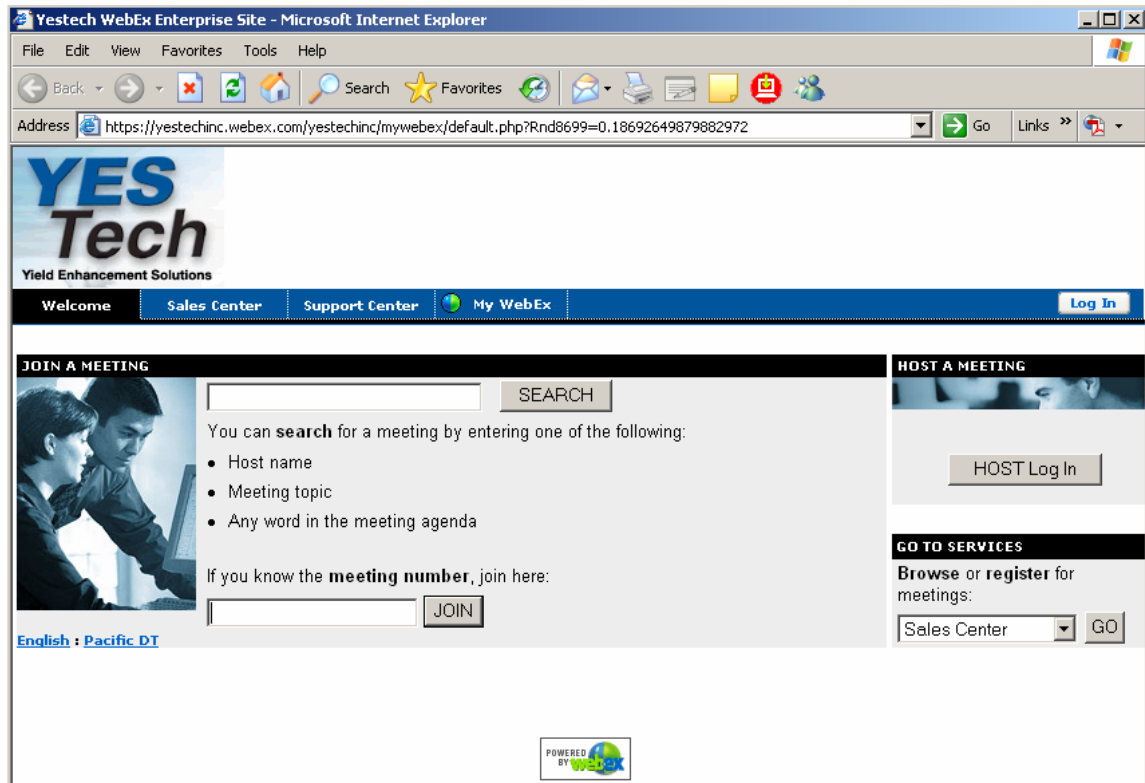 Yestech WebEx Enterprise Site - Microsoft Internet Explorer
File Edit View Favorites Tools Help
Back Search Favorites
Address https://yestechinc.webex.com/yestechinc/mywebex/default.php?Rnd8699=0.18692649879882972 Go Links »
YES
Tech
Yield Enhancement Solutions
Welcome Sales Center Support Center My WebEx Log In
JOIN A MEETING
SEARCH
You can search for a meeting by entering one of the following:
• Host name
• Meeting topic
• Any word in the meeting agenda
If you know the meeting number, join here:
JOIN
English : Pacific DT
HOST A MEETING
HOST Log In
GO TO SERVICES
Browse or register for
meetings:
Sales Center GO
POWERED
BY webex